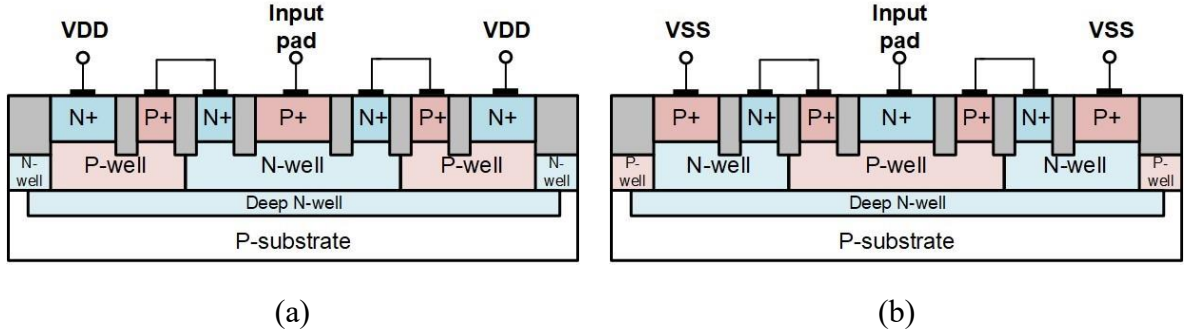 VDD
Input
pad
VDD
N+ P+ N+ P+ N+ P+ N+
N-
well
P-well
N-well
P-well
N-
well
Deep N-well
P-substrate
(a)
VSS
Input
pad
VSS
P+ N+ P+ N+ P+ N+ P+
P-
well
N-well
P-well
N-well
P-
well
Deep N-well
P-substrate
(b)